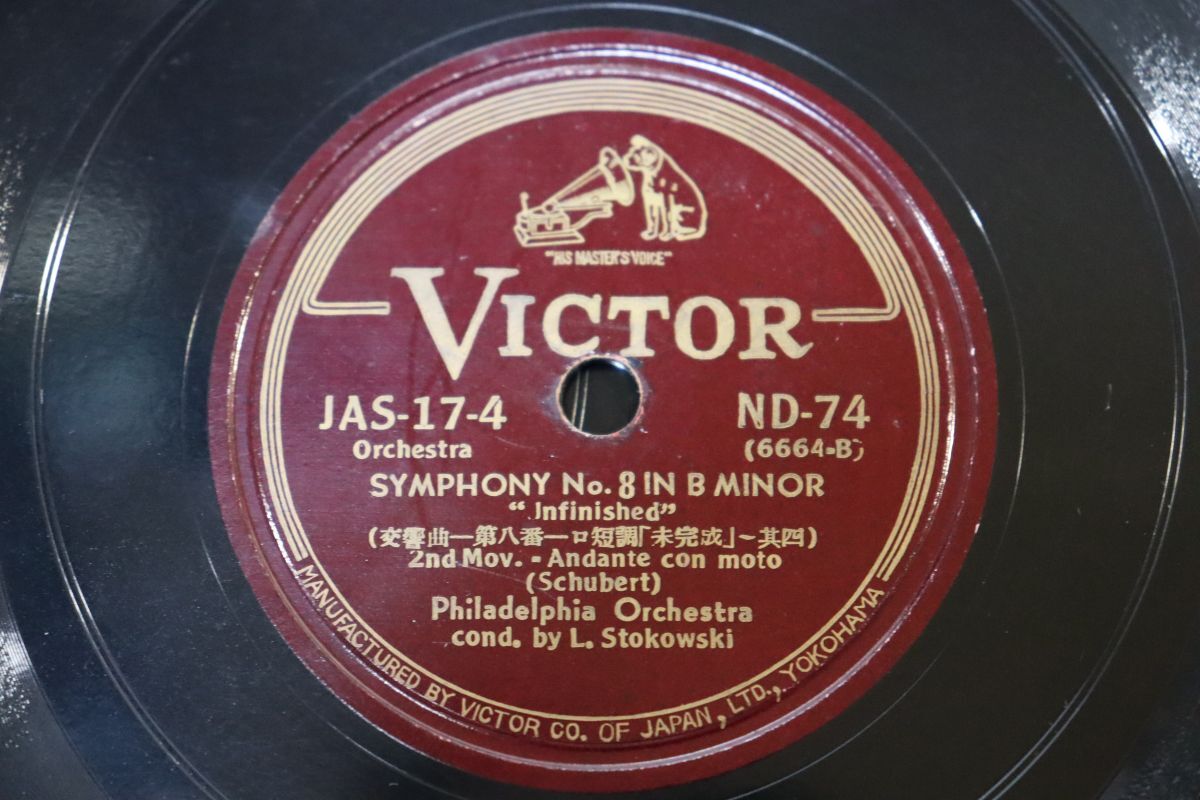 "HIS MASTER'S VOICE"
VICTOR
JAS-17-4
Orchestra
ND-74
(6664-B)
SYMPHONY No. 8 IN B MINOR
"Jnfinished"
(交響曲—第八番—ロ短調「未完成」~其四)
2nd Mov. - Andante con moto
(Schubert)
Philadelphia Orchestra
cond. by L. Stokowski
MANUFACTURED BY VICTOR CO. OF JAPAN, LTD., YOKOHAMA